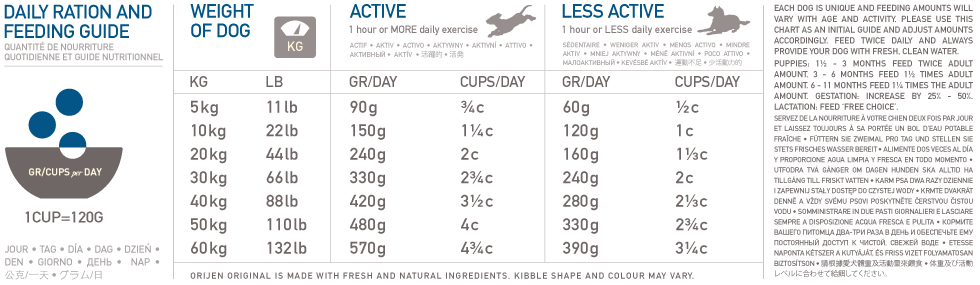 DAILY RATION AND
FEEDING GUIDE
QUANTITÉ DE NOURRITURE
QUOTIDIENNE ET GUIDE NUTRITIONNEL
GR/CUPS per DAY
1CUP=120G
JOUR • TAG • DÍA • DAG • DZIEŃ •
DEN • GIORNO • ДЕНЬ • NAP •
公克/一天 • グラム/日
WEIGHT
OF DOG
KG
ACTIVE
1 hour or MORE daily exercise
ACTIF • AKTIV • ACTIVO • AKTYWNY • AKTIVNÍ • ATTIVO •
АКТИВНЫЙ • AKTÍV • 活躍的 • 活発
LESS ACTIVE
1 hour or LESS daily exercise
SÉDENTAIRE • WENIGER AKTIV • MENOS ACTIVO • MINDRE
AKTIV • MNIEJ AKTYWNY • MÉNĚ AKTIVNÍ • POCO ATTIVO •
МАЛОАКТИВНЫЙ • KEVÉSBÉ AKTÍV • 運動不足 • 少活動力的
KG LB GR/DAY CUPS/DAY GR/DAY CUPS/DAY
5kg 11lb 90g ¾c 60g ½c
10kg 22lb 150g 1¼c 120g 1c
20kg 44lb 240g 2c 160g 1⅓c
30kg 66lb 330g 2¾c 240g 2c
40kg 88lb 420g 3½c 280g 2⅓c
50kg 110lb 480g 4c 330g 2¾c
60kg 132lb 570g 4¾c 390g 3¼c
ORIJEN ORIGINAL IS MADE WITH FRESH AND NATURAL INGREDIENTS. KIBBLE SHAPE AND COLOUR MAY VARY.
EACH DOG IS UNIQUE AND FEEDING AMOUNTS WILL
VARY WITH AGE AND ACTIVITY. PLEASE USE THIS
CHART AS AN INITIAL GUIDE AND ADJUST AMOUNTS
ACCORDINGLY. FEED TWICE DAILY AND ALWAYS
PROVIDE YOUR DOG WITH FRESH, CLEAN WATER.
PUPPIES: 1½ - 3 MONTHS FEED TWICE ADULT
AMOUNT. 3 - 6 MONTHS FEED 1½ TIMES ADULT
AMOUNT. 6 – 11 MONTHS FEED 1¼ TIMES THE ADULT
AMOUNT. GESTATION: INCREASE BY 25% - 50%.
LACTATION: FEED 'FREE CHOICE'.
SERVEZ DE LA NOURRITURE À VOTRE CHIEN DEUX FOIS PAR JOUR
ET LAISSEZ TOUJOURS À SA PORTÉE UN BOL D'EAU POTABLE
FRAÎCHE • FÜTTERN SIE ZWEIMAL PRO TAG UND STELLEN SIE
STETS FRISCHES WASSER BEREIT • ALIMENTE DOS VECES AL DÍA
Y PROPORCIONE AGUA LIMPIA Y FRESCA EN TODO MOMENTO •
UTFODRA TVÅ GÅNGER OM DAGEN HUNDEN SKA ALLTID HA
TILLGÅNG TILL FRISKT VATTEN • KARM PSA DWA RAZY DZIENNIE
I ZAPEWNIJ STAŁY DOSTĘP DO CZYSTEJ WODY • KRMTE DVAKRÁT
DENNĚ A VŽDY SVÉMU PSOVI POSKYTNĚTE ČERSTVOU ČISTOU
VODU • SOMMINISTRARE IN DUE PASTI GIORNALIERI E LASCIARE
SEMPRE A DISPOSIZIONE ACQUA FRESCA E PULITA • КОРМИТЕ
ВАШЕГО ПИТОМЦА ДВА-ТРИ РАЗА В ДЕНЬ И ОБЕСПЕЧЬТЕ ЕМУ
ПОСТОЯННЫЙ ДОСТУП К ЧИСТОЙ, СВЕЖЕЙ ВОДЕ • ETESSE
NAPONTA KÉTSZER A KUTYÁJÁT, ÉS FRISS VIZET FOLYAMATOSAN
BIZTOSÍTSON • 請根據愛犬體重及活動量來餵食 • 体重及び活動
レベルに合わせて給餌してください。